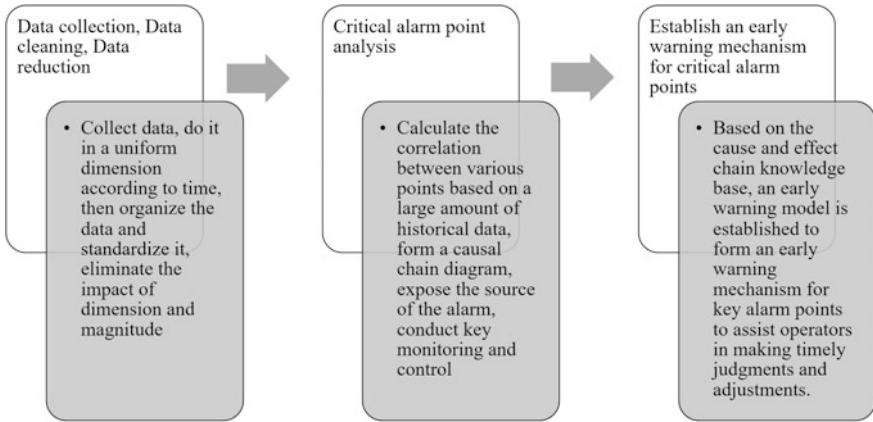 Data collection, Data
cleaning, Data
reduction
• Collect data, do it
in a uniform
dimension
according to time,
then organize the
data and
standardize it,
eliminate the
impact of
dimension and
magnitude
Critical alarm point
analysis
• Calculate the
correlation
between various
points based on a
large amount of
historical data,
form a causal
chain diagram,
expose the source
of the alarm,
conduct key
monitoring and
control
Establish an early
warning mechanism
for critical alarm
points
• Based on the
cause and effect
chain knowledge
base, an early
warning model is
established to
form an early
warning
mechanism for
key alarm points
to assist operators
in making timely
judgments and
adjustments.